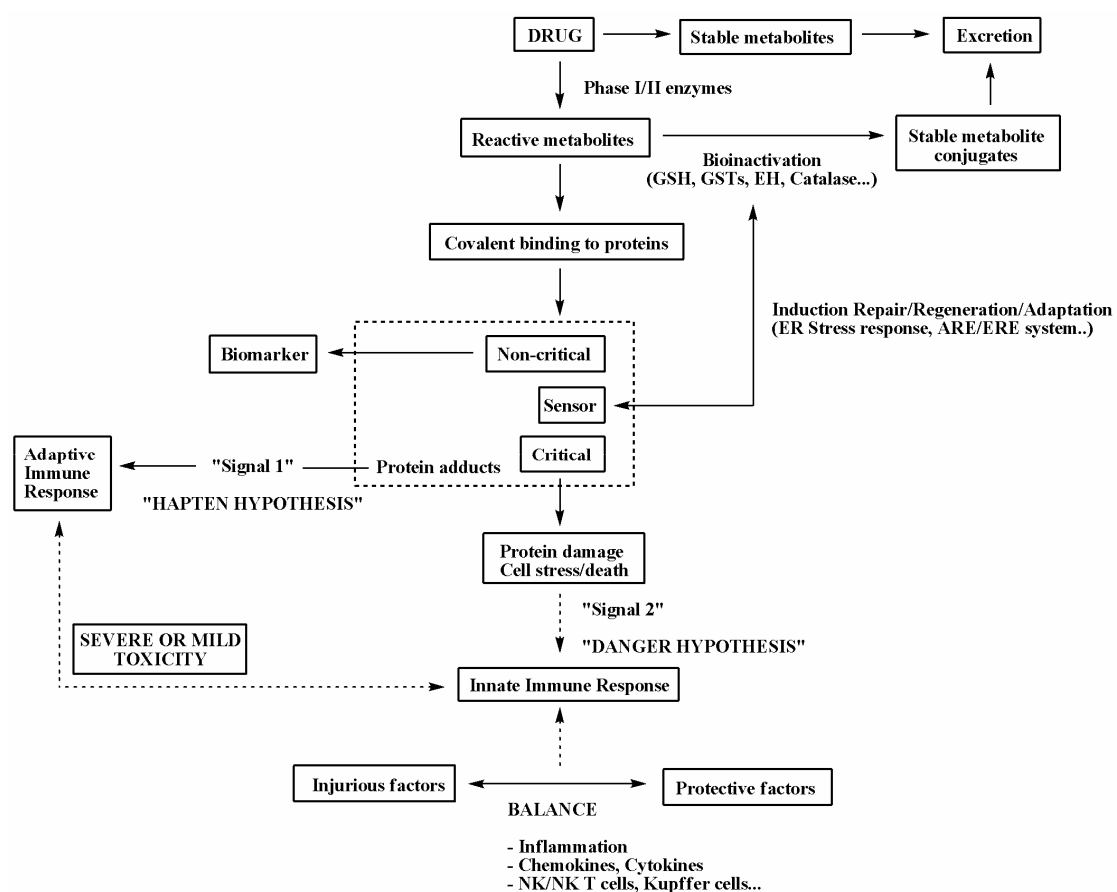 DRUG
Stable metabolites
Excretion
Phase I/II enzymes
Reactive metabolites
Stable metabolite
conjugates
Bioinactivation
(GSH, GSTs, EH, Catalase...)
Covalent binding to proteins
Induction Repair/Regeneration/Adaptation
(ER Stress response, ARE/ERE system..)
Biomarker
Non-critical
Sensor
Critical
Adaptive
Immune
Response
"Signal 1"
Protein adducts
"HAPTEN HYPOTHESIS"
Protein damage
Cell stress/death
"Signal 2"
"DANGER HYPOTHESIS"
SEVERE OR MILD
TOXICITY
Innate Immune Response
Injurious factors
Protective factors
BALANCE
- Inflammation
- Chemokines, Cytokines
- NK/NK T cells, Kupffer cells...